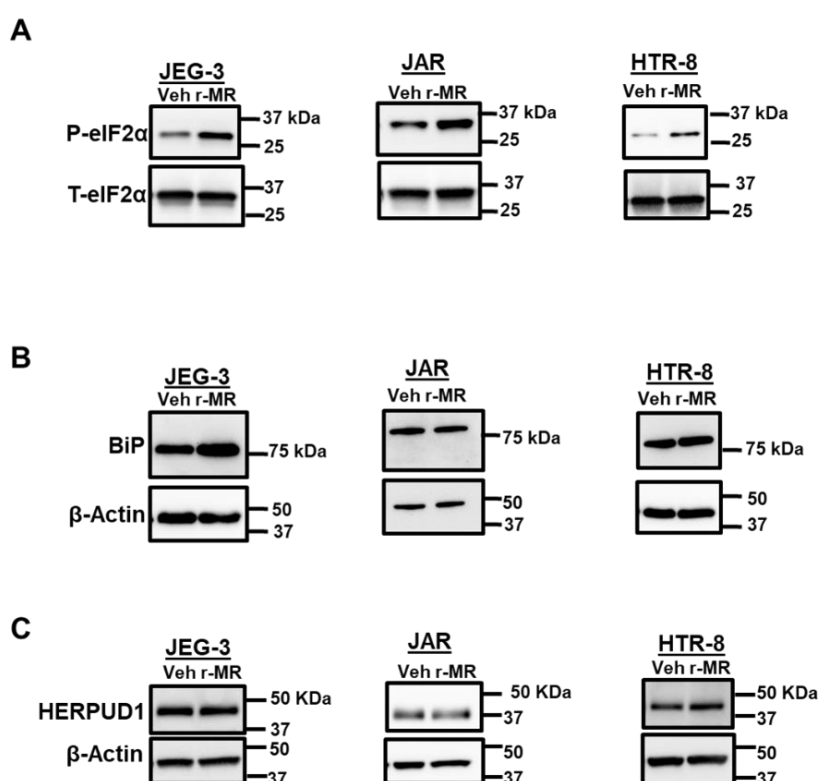 A
JEG-3 JAR HTR-8
Veh r-MR Veh r-MR Veh r-MR
P-eIF2α 37 kDa 37 kDa 37 kDa
25 25 25
T-eIF2α 37 37 37
25 25 25
B
JEG-3 JAR HTR-8
Veh r-MR Veh r-MR Veh r-MR
BiP 75 kDa 75 kDa 75 kDa
β-Actin 50 50 50
37 37 37
C
JEG-3 JAR HTR-8
Veh r-MR Veh r-MR Veh r-MR
HERPUD1 50 KDa 50 KDa 50 KDa
37 37 37
β-Actin 50 50 50
37 37 37